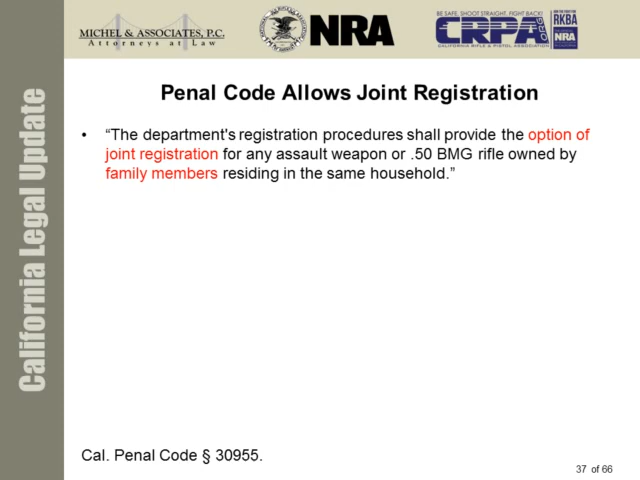 MICHEL & ASSOCIATES, P.C.
Attorneys at Law
NRA
BE SAFE, SHOOT STRAIGHT, FIGHT BACK!
CRPA.ORG
CALIFORNIA RIFLE & PISTOL ASSOCIATION
RKBA
NRA
California Legal Update
Penal Code Allows Joint Registration
• “The department's registration procedures shall provide the option of
joint registration for any assault weapon or .50 BMG rifle owned by
family members residing in the same household.”
Cal. Penal Code § 30955.
37 of 66